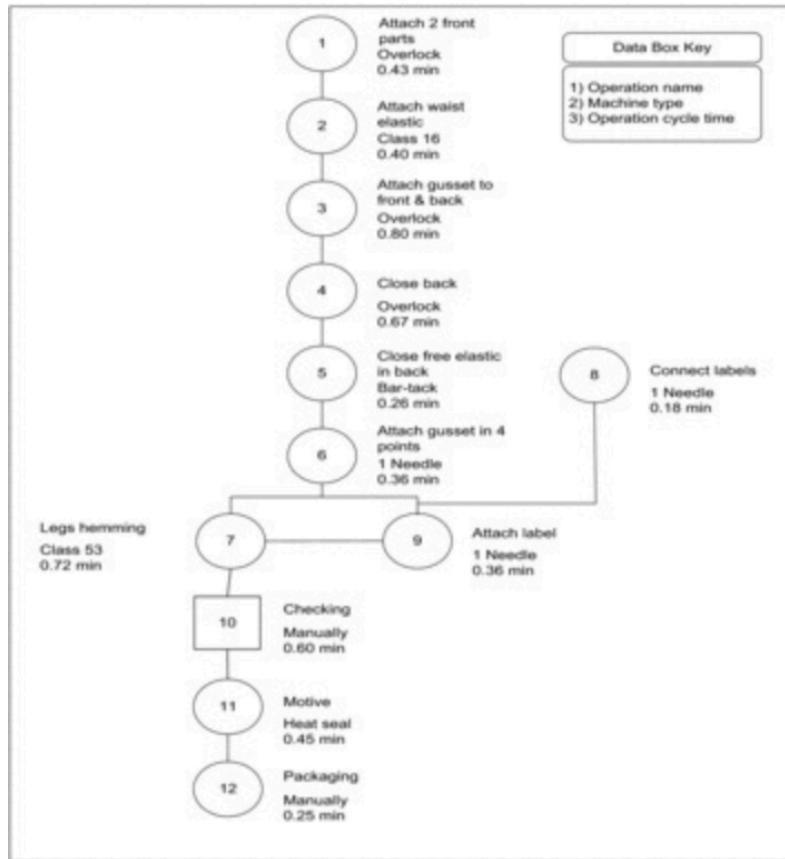 1
Attach 2 front
parts
Overlock
0.43 min
Data Box Key
1) Operation name
2) Machine type
3) Operation cycle time
2
Attach waist
elastic
Class 16
0.40 min
3
Attach gusset to
front & back
Overlock
0.80 min
4
Close back
Overlock
0.67 min
5
Close free elastic
in back
Bar-tack
0.26 min
8
Connect labels
1 Needle
0.18 min
6
Attach gusset in 4
points
1 Needle
0.36 min
Legs hemming
Class 53
0.72 min
7
9
Attach label
1 Needle
0.36 min
10
Checking
Manually
0.60 min
11
Motive
Heat seal
0.45 min
12
Packaging
Manually
0.25 min